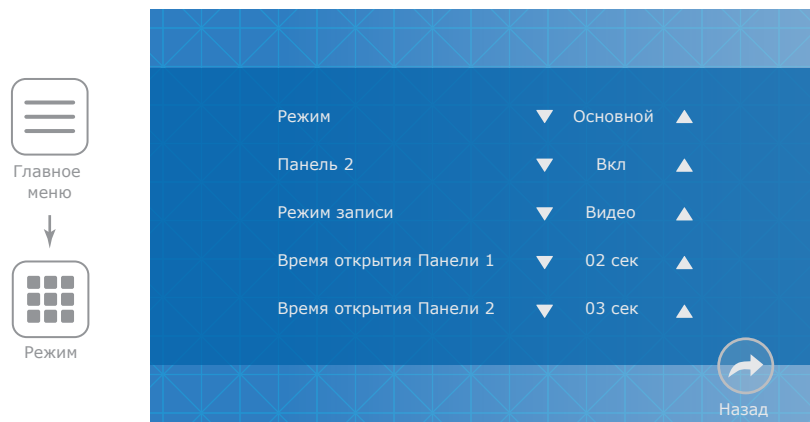 Главное
меню
Режим
Режим Основной
Панель 2 Вкл
Режим записи Видео
Время открытия Панели 1 02 сек
Время открытия Панели 2 03 сек
Назад